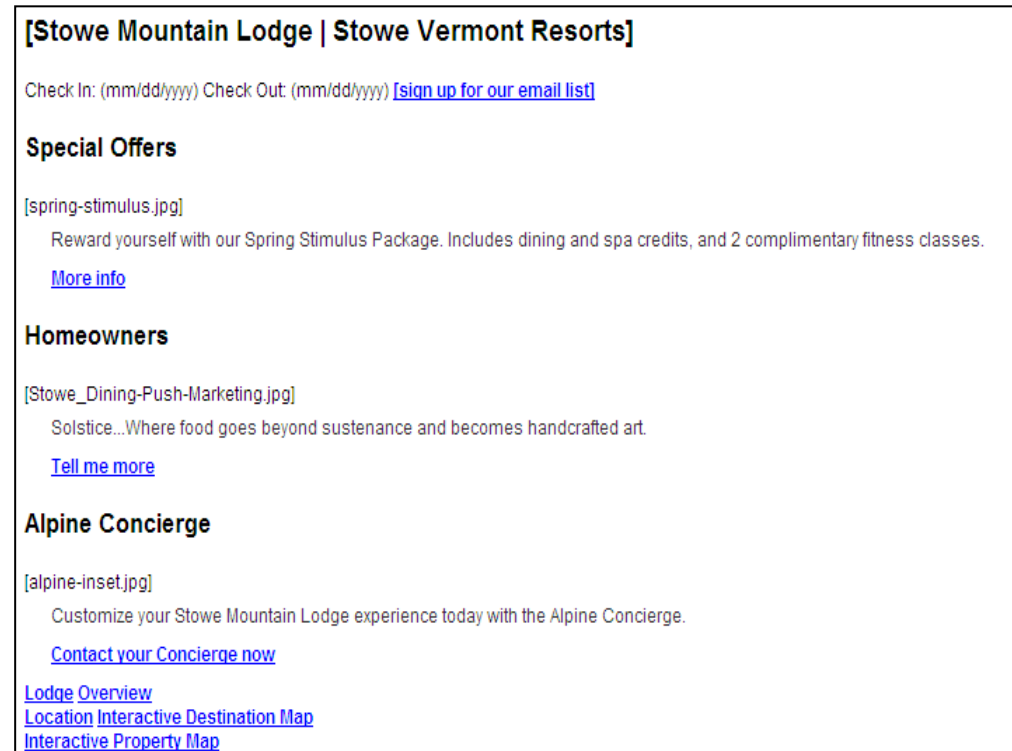 [Stowe Mountain Lodge | Stowe Vermont Resorts]
Check In: (mm/dd/yyyy) Check Out: (mm/dd/yyyy) [sign up for our email list]
Special Offers
[spring-stimulus.jpg]
Reward yourself with our Spring Stimulus Package. Includes dining and spa credits, and 2 complimentary fitness classes.
More info
Homeowners
[Stowe_Dining-Push-Marketing.jpg]
Solstice...Where food goes beyond sustenance and becomes handcrafted art.
Tell me more
Alpine Concierge
[alpine-inset.jpg]
Customize your Stowe Mountain Lodge experience today with the Alpine Concierge.
Contact your Concierge now
Lodge Overview
Location Interactive Destination Map
Interactive Property Map